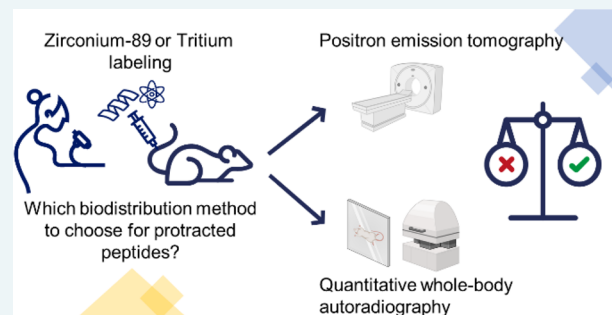 Zirconium-89 or Tritium
labeling
Positron emission tomography
Which biodistribution method
to choose for protracted
peptides?
Quantitative whole-body
autoradiography